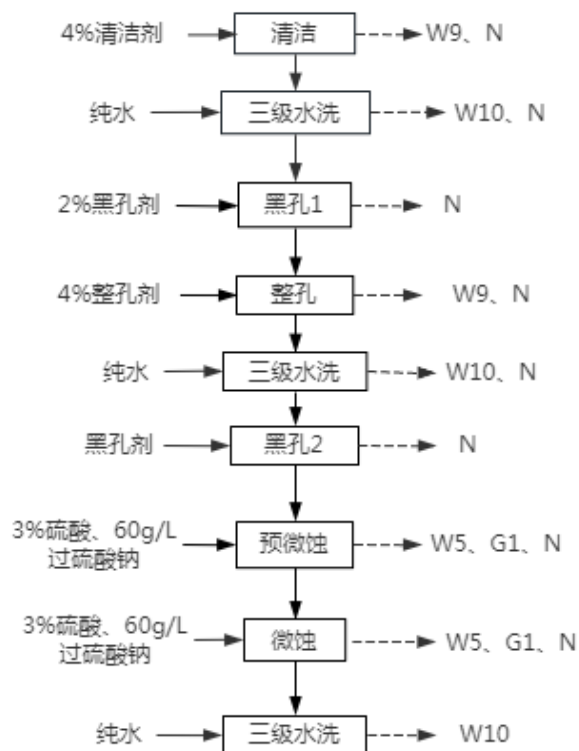 4%清洁剂 清洁 W9、N
纯水 三级水洗 W10、N
2%黑孔剂 黑孔1 N
4%整孔剂 整孔 W9、N
纯水 三级水洗 W10、N
黑孔剂 黑孔2 N
3%硫酸、60g/L
过硫酸钠 预微蚀 W5、G1、N
3%硫酸、60g/L
过硫酸钠 微蚀 W5、G1、N
纯水 三级水洗 W10